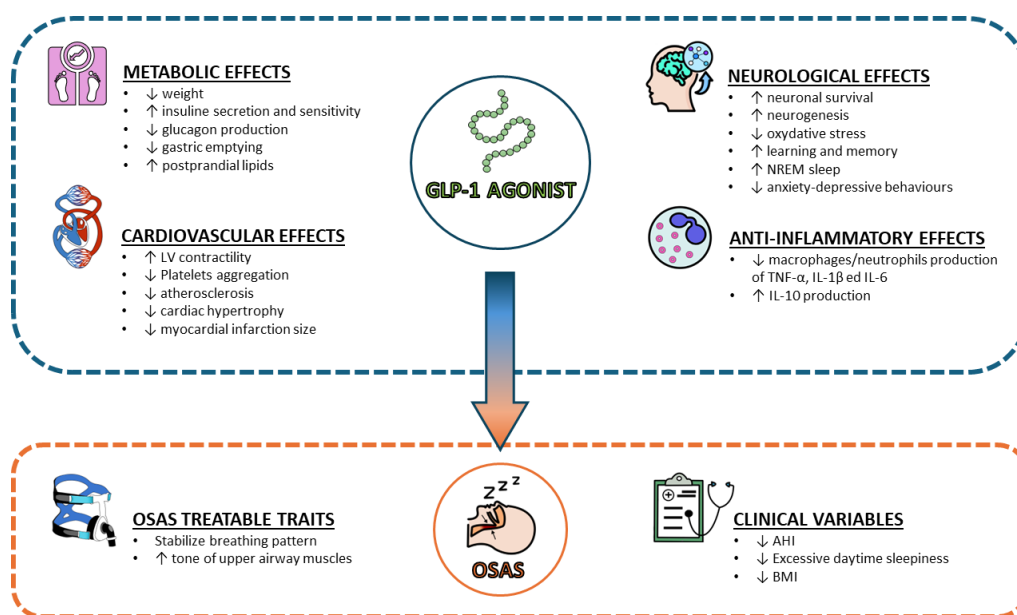 METABOLIC EFFECTS
• ↓ weight
• ↑ insuline secretion and sensitivity
• ↓ glucagon production
• ↓ gastric emptying
• ↑ postprandial lipids
CARDIOVASCULAR EFFECTS
• ↑ LV contractility
• ↓ Platelets aggregation
• ↓ atherosclerosis
• ↓ cardiac hypertrophy
• ↓ myocardial infarction size
GLP-1 AGONIST
NEUROLOGICAL EFFECTS
• ↑ neuronal survival
• ↑ neurogenesis
• ↓ oxydative stress
• ↑ learning and memory
• ↑ NREM sleep
• ↓ anxiety-depressive behaviours
ANTI-INFLAMMATORY EFFECTS
• ↓ macrophages/neutrophils production
of TNF-α, IL-1β ed IL-6
• ↑ IL-10 production
OSAS TREATABLE TRAITS
• Stabilize breathing pattern
• ↑ tone of upper airway muscles
z z z
OSAS
CLINICAL VARIABLES
• ↓ AHI
• ↓ Excessive daytime sleepiness
• ↓ BMI